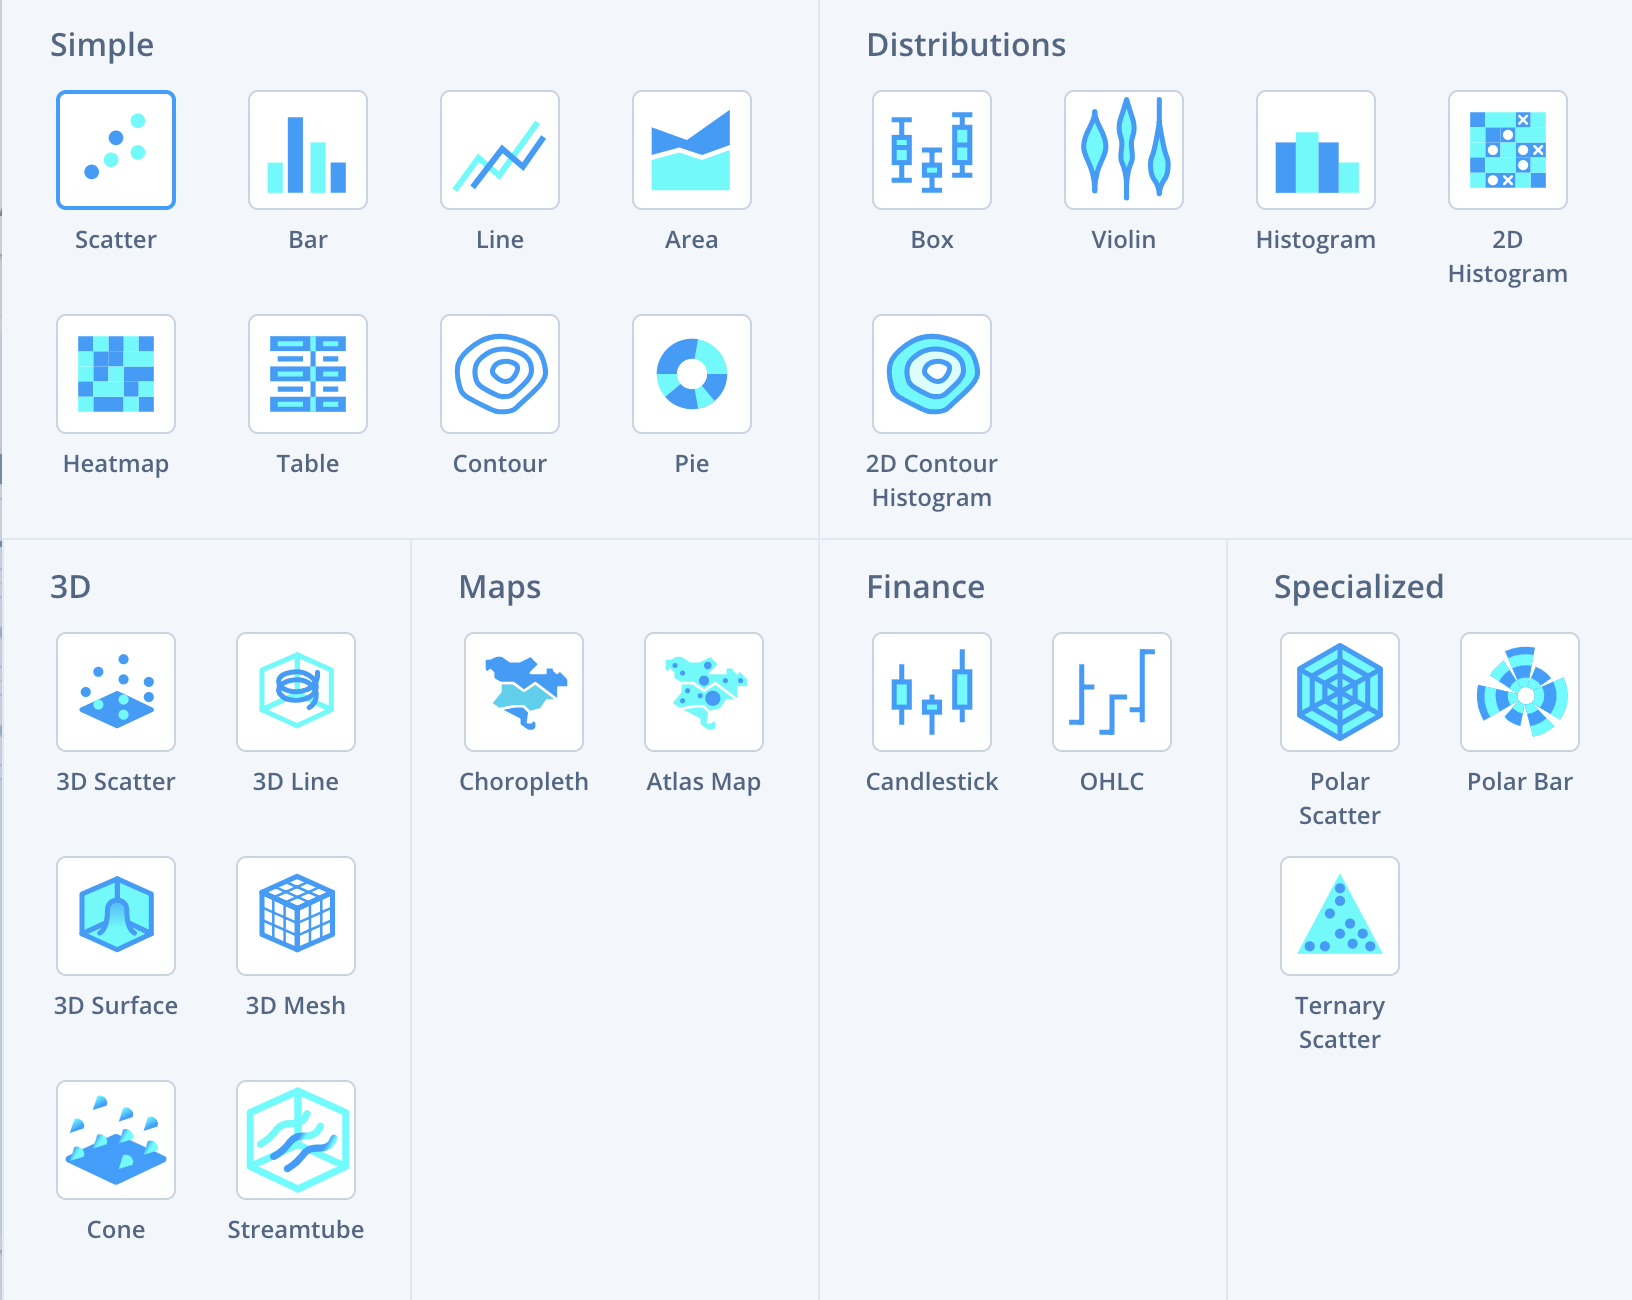 Simple
Scatter
Bar
Line
Area
Heatmap
Table
Contour
Pie
Distributions
Box
Violin
Histogram
2D
Histogram
2D Contour
Histogram
3D
3D Scatter
3D Line
3D Surface
3D Mesh
Cone
Streamtube
Maps
Choropleth
Atlas Map
Finance
Candlestick
OHLC
Specialized
Polar
Scatter
Polar Bar
Ternary
Scatter